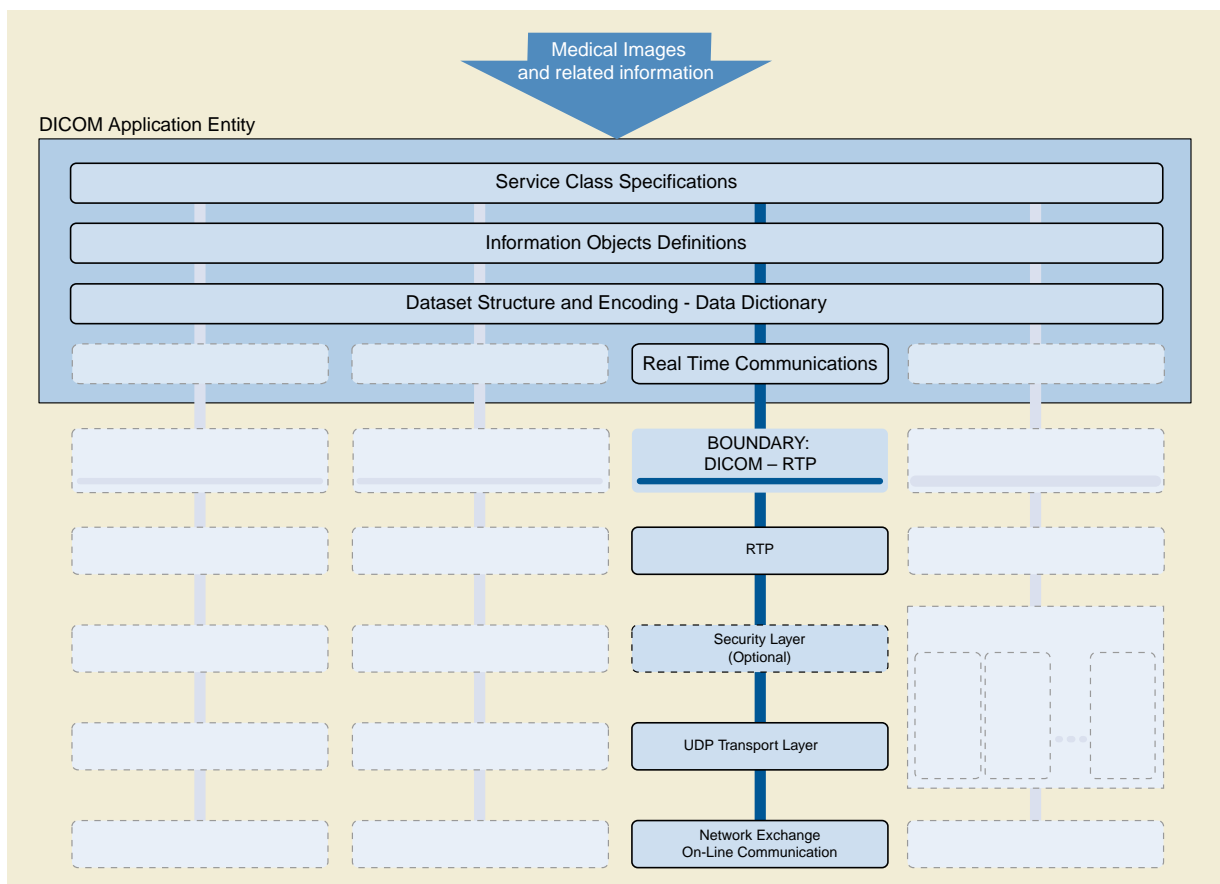 Medical Images
and related information
DICOM Application Entity
Service Class Specifications
Information Objects Definitions
Dataset Structure and Encoding - Data Dictionary
Real Time Communications
BOUNDARY:
DICOM – RTP
RTP
Security Layer
(Optional)
UDP Transport Layer
Network Exchange
On-Line Communication